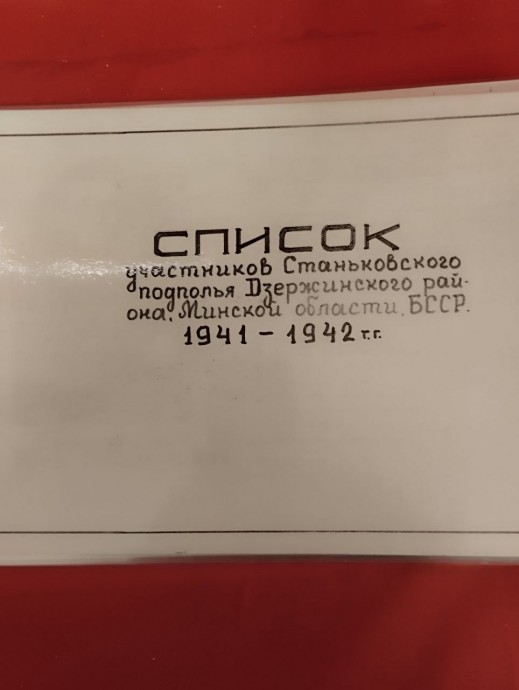 СПИСОК
участников Станьковского
подполья Дзержинского рай-
она, Минской области, БССР.
1941 - 1942 г.г.